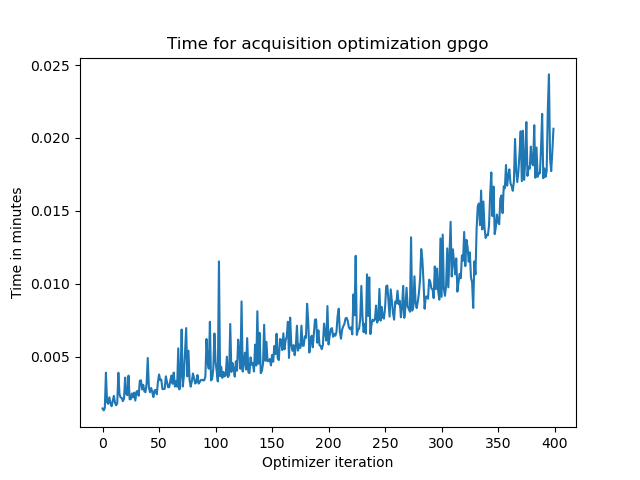 Time for acquisition optimization gpgo
0.025
0.020
0.015
0.010
0.005
Time in minutes
0 50 100 150 200 250 300 350 400
Optimizer iteration